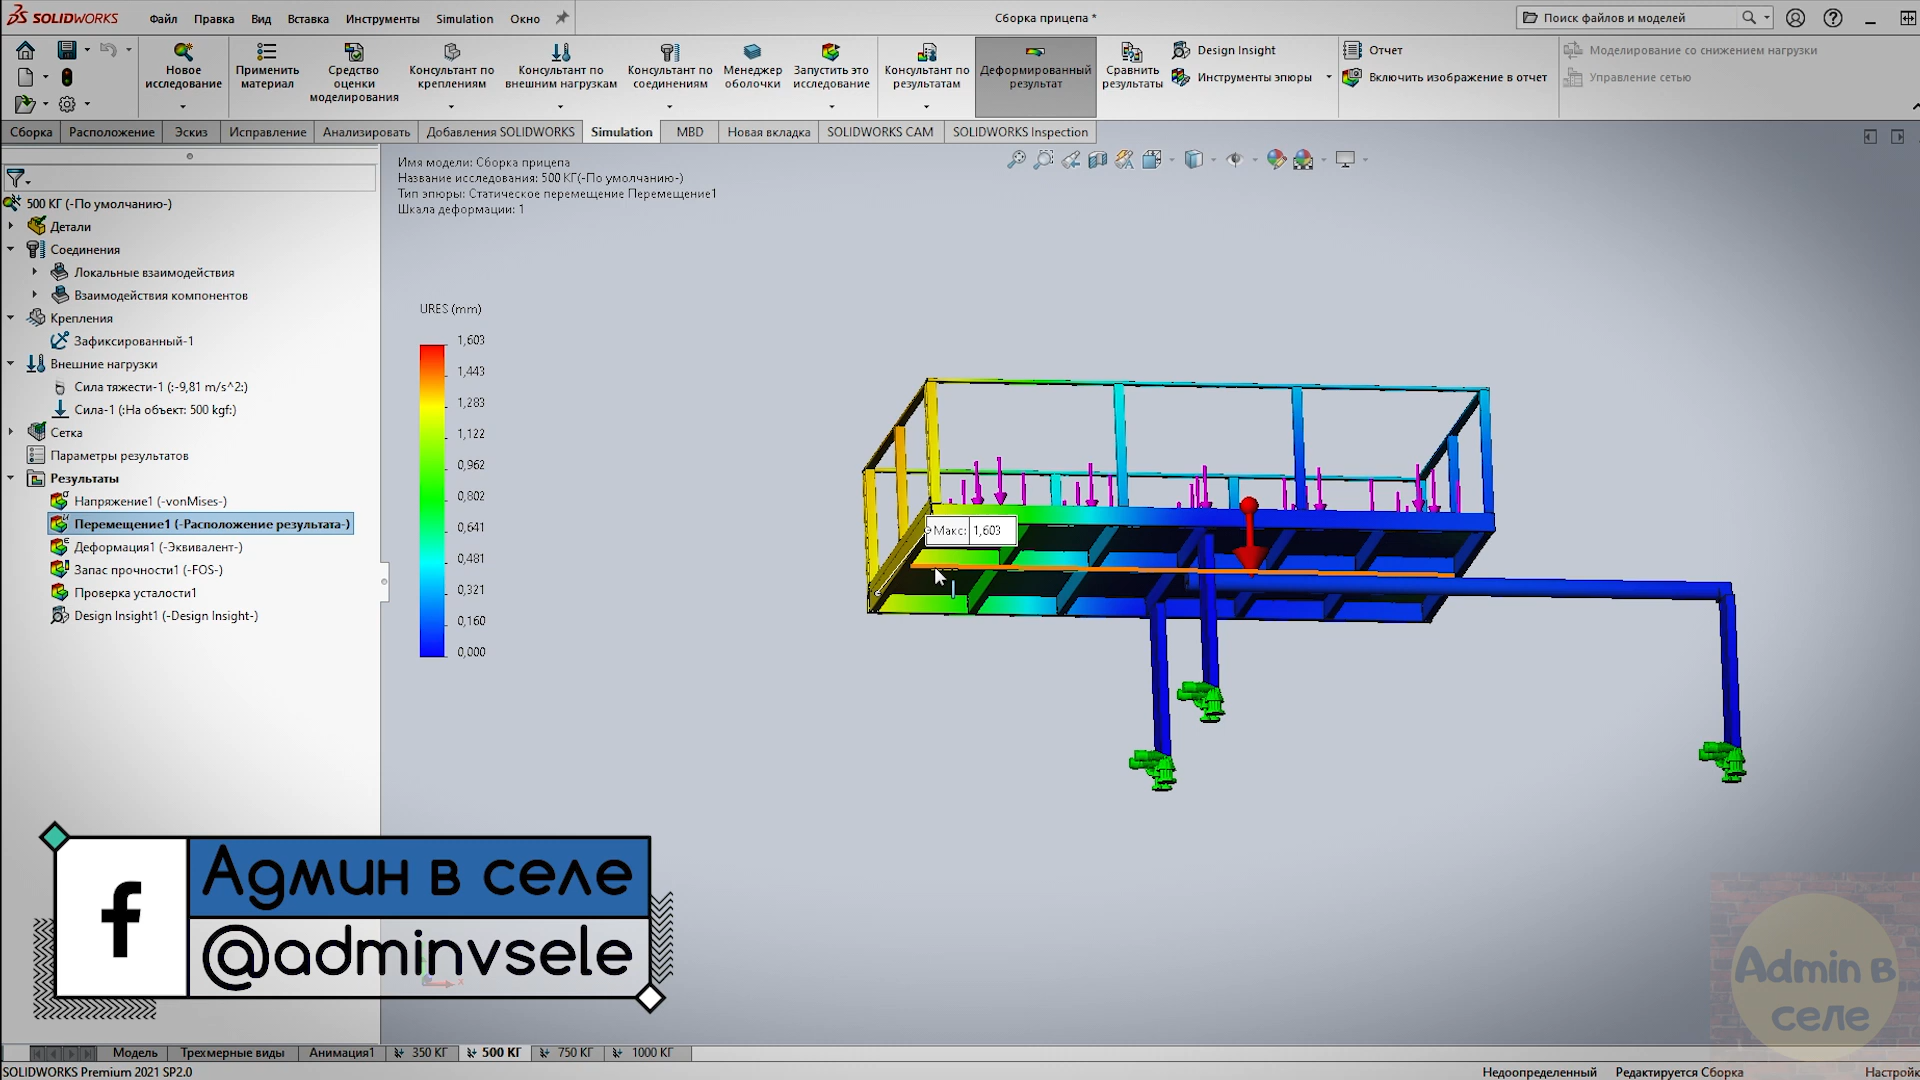 SOLIDWORKS
Файл Правка Вид Вставка Инструменты Simulation Окно
Сборка прицепа *
Поиск файлов и моделей
Новое исследование
Применить материал
Средство оценки моделирования
Консультант по креплениям
Консультант по внешним нагрузкам
Консультант по соединениям
Менеджер оболочки
Запустить это исследование
Консультант по результатам
Деформированный результат
Сравнить результаты
Design Insight
Инструменты эпюры
Отчет
Включить изображение в отчет
Моделирование со снижением нагрузки
Управление сетью
Сборка Расположение Эскиз Исправление Анализировать Добавления SOLIDWORKS Simulation MBD Новая вкладка SOLIDWORKS CAM SOLIDWORKS Inspection
Имя модели: Сборка прицепа
Название исследования: 500 КГ(-По умолчанию-)
Тип эпюры: Статическое перемещение Перемещение1
Шкала деформации: 1
500 КГ (-По умолчанию-)
Детали
Соединения
Локальные взаимодействия
Взаимодействия компонентов
Крепления
Зафиксированный-1
Внешние нагрузки
Сила тяжести-1 (:-9,81 m/s^2:)
Сила-1 (:На объект: 500 kgf:)
Сетка
Параметры результатов
Результаты
Напряжение1 (-vonMises-)
Перемещение1 (-Расположение результата-)
Деформация1 (-Эквивалент-)
Запас прочности1 (-FOS-)
Проверка усталости1
Design Insight1 (-Design Insight-)
URES (mm)
1,603
1,443
1,283
1,122
0,962
0,802
0,641
0,481
0,321
0,160
0,000
Макс: 1,603
f
Админ в селе
@adminvsele
Admin в
селе
Модель Трехмерные виды Анимация1 350 КГ 500 КГ 750 КГ 1000 КГ
SOLIDWORKS Premium 2021 SP2.0
Недоопределенный Редактируется Сборка Настройк